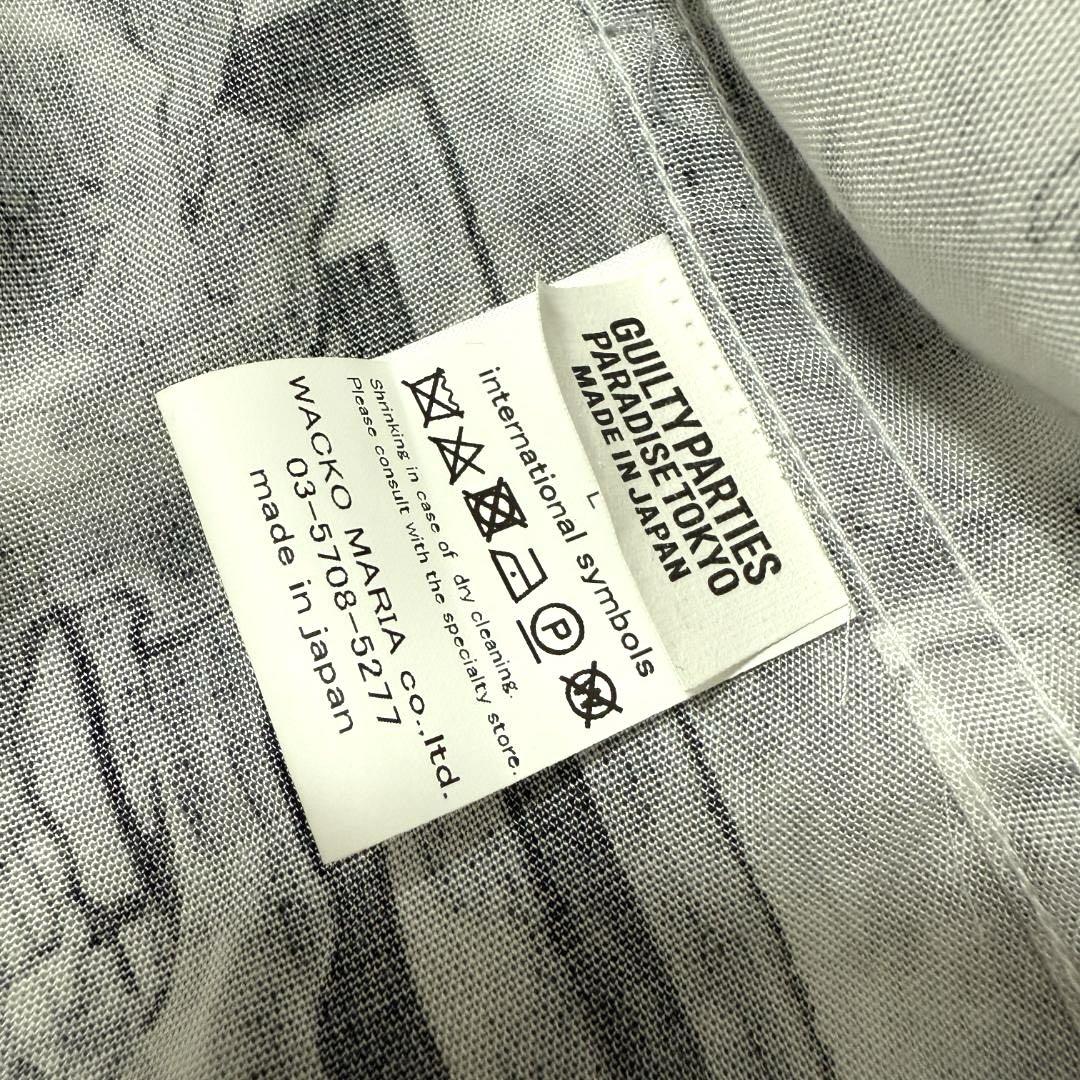 GUILTY PARTIES
PARADISE TOKYO
MADE IN JAPAN
L
international symbols
P
W
Shrinking in case of dry cleaning.
Please consult with the specialty store.
WACKO MARIA co.,ltd.
03-5708-5277
made in japan